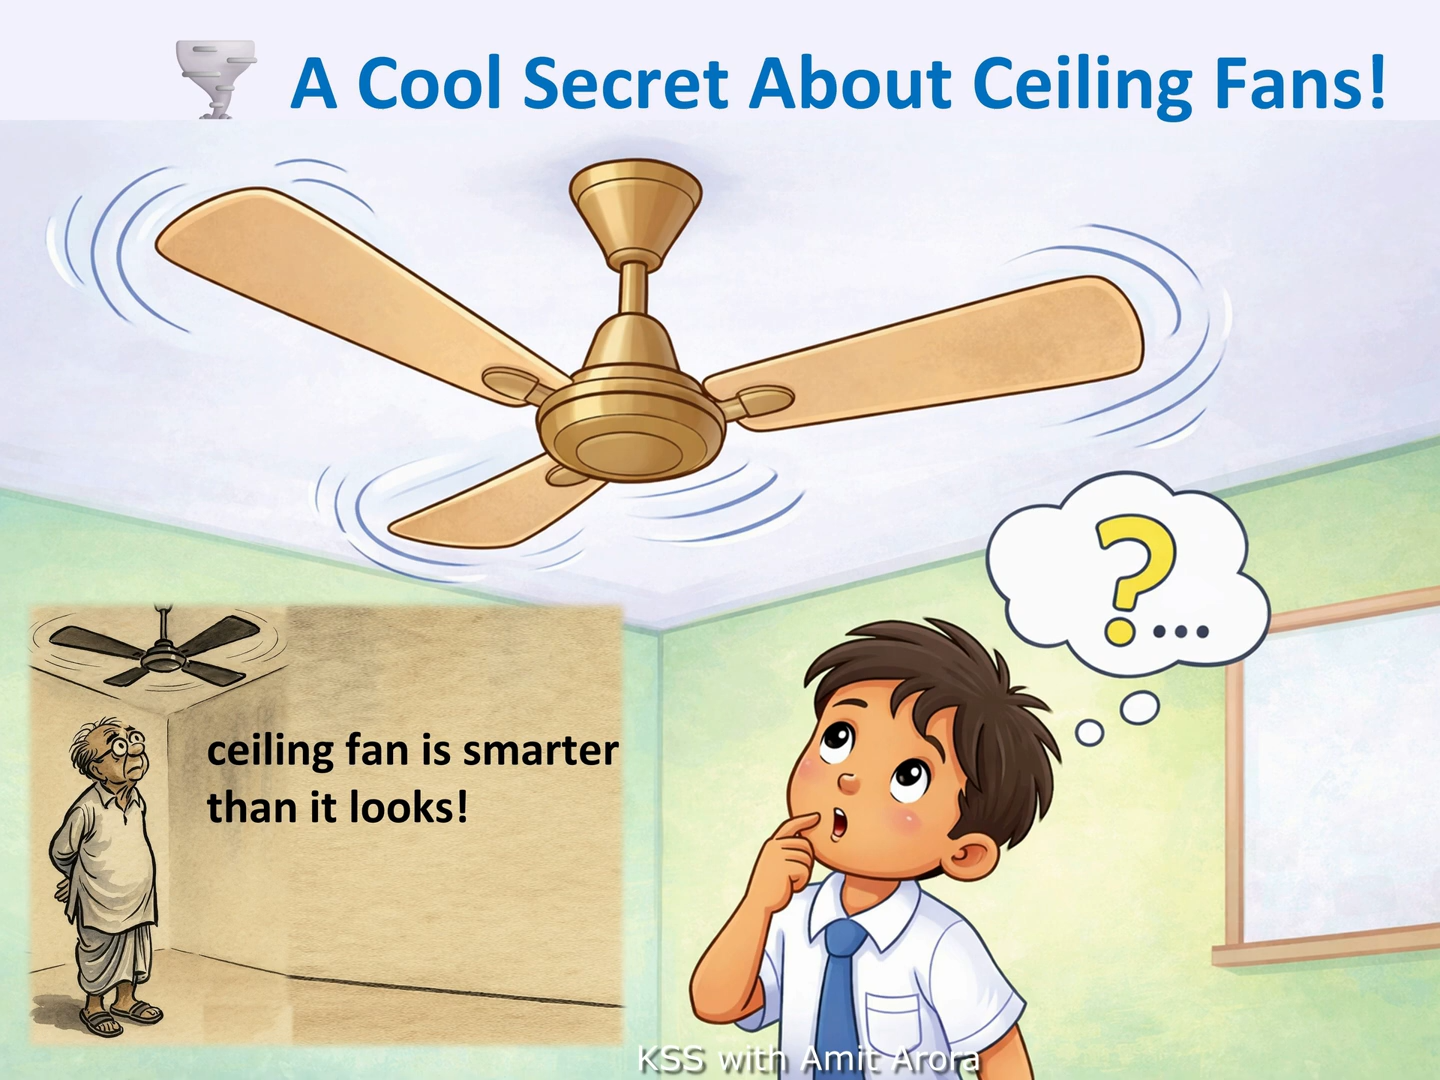 A Cool Secret About Ceiling Fans!
?...
ceiling fan is smarter
than it looks!
KSS with Amit Arora